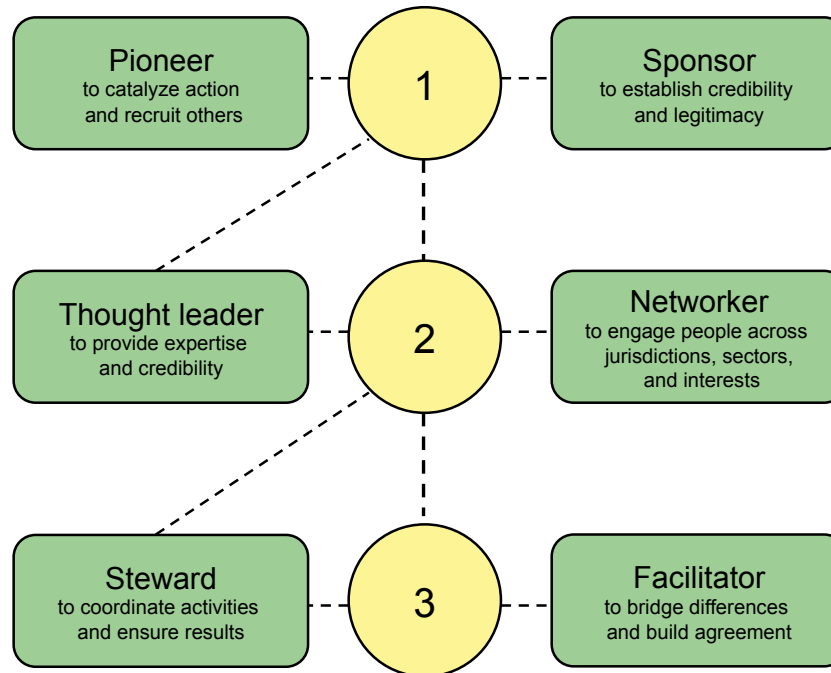 Pioneer
to catalyze action
and recruit others
1
Sponsor
to establish credibility
and legitimacy
Thought leader
to provide expertise
and credibility
2
Networker
to engage people across
jurisdictions, sectors,
and interests
Steward
to coordinate activities
and ensure results
3
Facilitator
to bridge differences
and build agreement